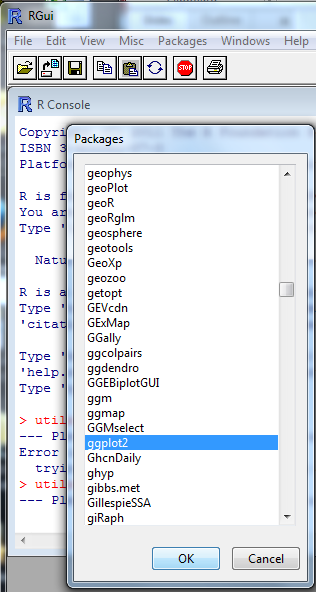 RGui
File Edit View Misc Packages Windows Help
STOP
R Console
Copyr
ISBN 3
Platfo
R is f
You ar
Type '
Natu
R is a
Type '
'citat
Type '
'help.
Type '
> util
--- Pl
Error
tryi
> util
--- Pl
Packages
geophys
geoPlot
geoR
geoRglm
geosphere
geotools
GeoXp
geozoo
getopt
GEVcdn
GExMap
GGally
ggcolpairs
ggdendro
GGEBiplotGUI
ggm
ggmap
GGMselect
ggplot2
GhcnDaily
ghyp
gibbs.met
GillespieSSA
giRaph
OK Cancel